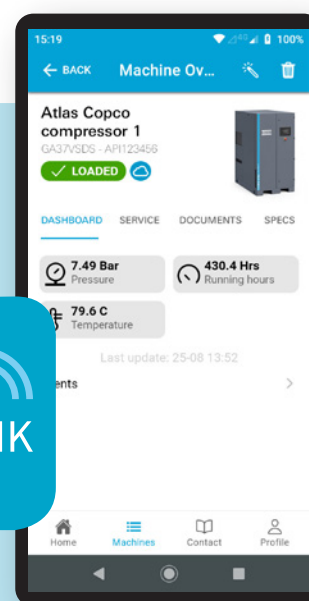 15:19
4G
100%
BACK Machine Ov...
Atlas Copco
compressor 1
GA37VSDS - API123456
LOADED
DASHBOARD SERVICE DOCUMENTS SPECS
7.49 Bar
Pressure
430.4 Hrs
Running hours
79.6 C
Temperature
Last update: 25-08 13:52
ents
NK
Home Machines Contact Profile